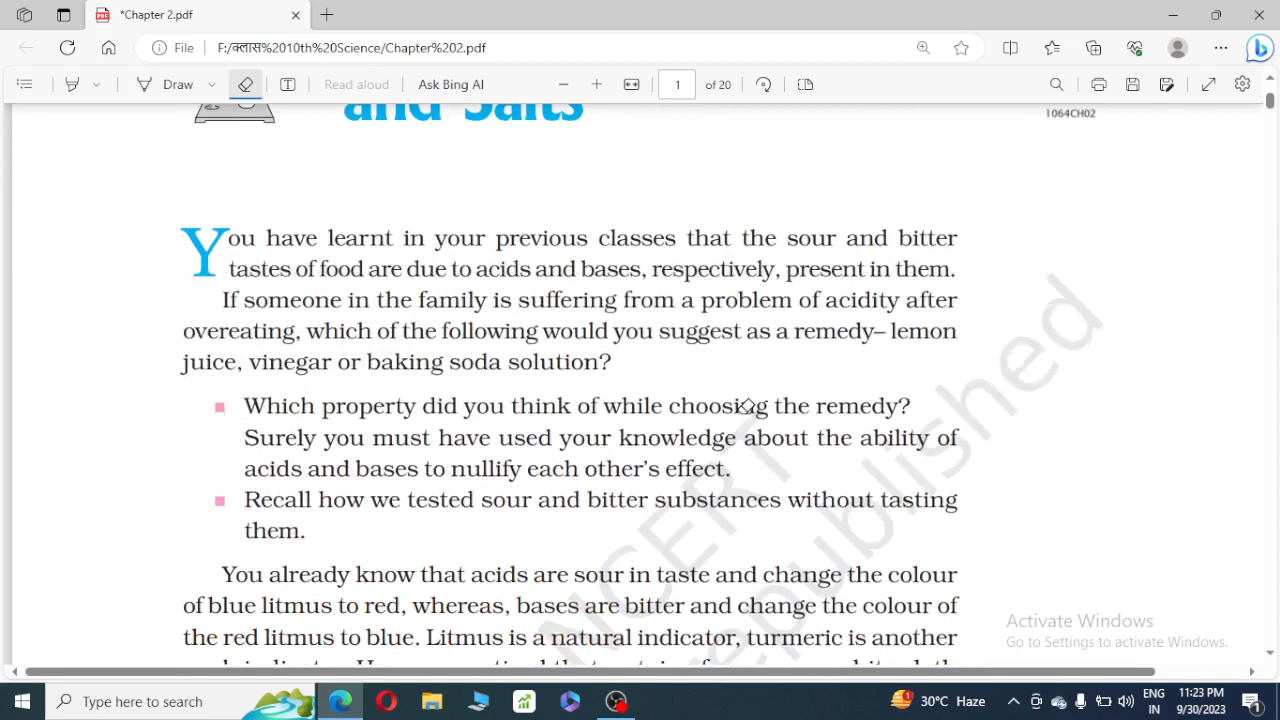 *Chapter 2.pdf
File F:/क्लास%2010th%20Science/Chapter%202.pdf
Draw Read aloud Ask Bing AI 1 of 20
and Salts
1064CH02
You have learnt in your previous classes that the sour and bitter
tastes of food are due to acids and bases, respectively, present in them.
If someone in the family is suffering from a problem of acidity after
overeating, which of the following would you suggest as a remedy– lemon
juice, vinegar or baking soda solution?
Which property did you think of while choosing the remedy?
Surely you must have used your knowledge about the ability of
acids and bases to nullify each other's effect.
Recall how we tested sour and bitter substances without tasting
them.
You already know that acids are sour in taste and change the colour
of blue litmus to red, whereas, bases are bitter and change the colour of
the red litmus to blue. Litmus is a natural indicator, turmeric is another
NCERT
republished
Activate Windows
Go to Settings to activate Windows.
Type here to search
1
30°C Haze
ENG
IN
11:23 PM
9/30/2023
1